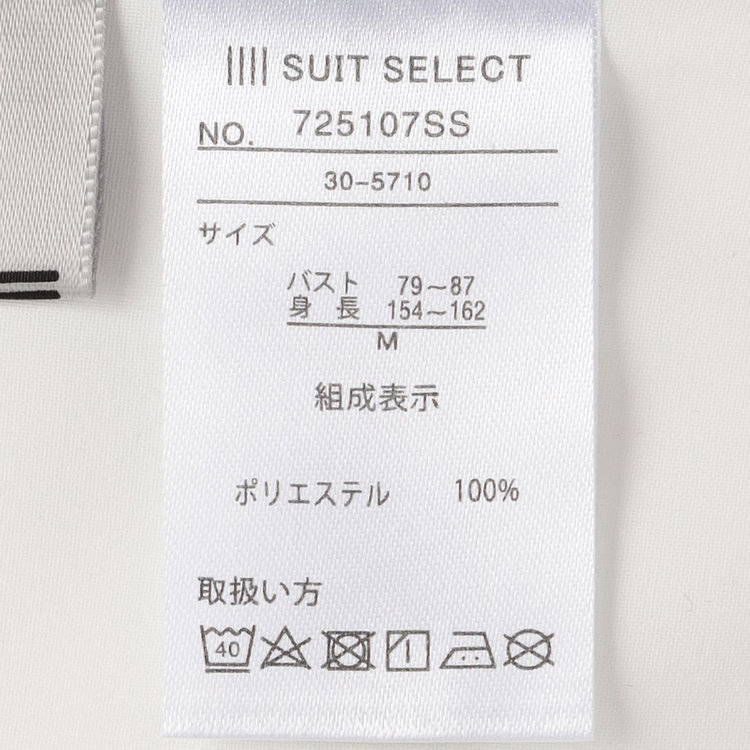 SUIT SELECT
NO. 725107SS
30-5710
サイズ
バスト 79~87
身長 154~162
M
組成表示
ポリエステル 100%
取扱い方
40